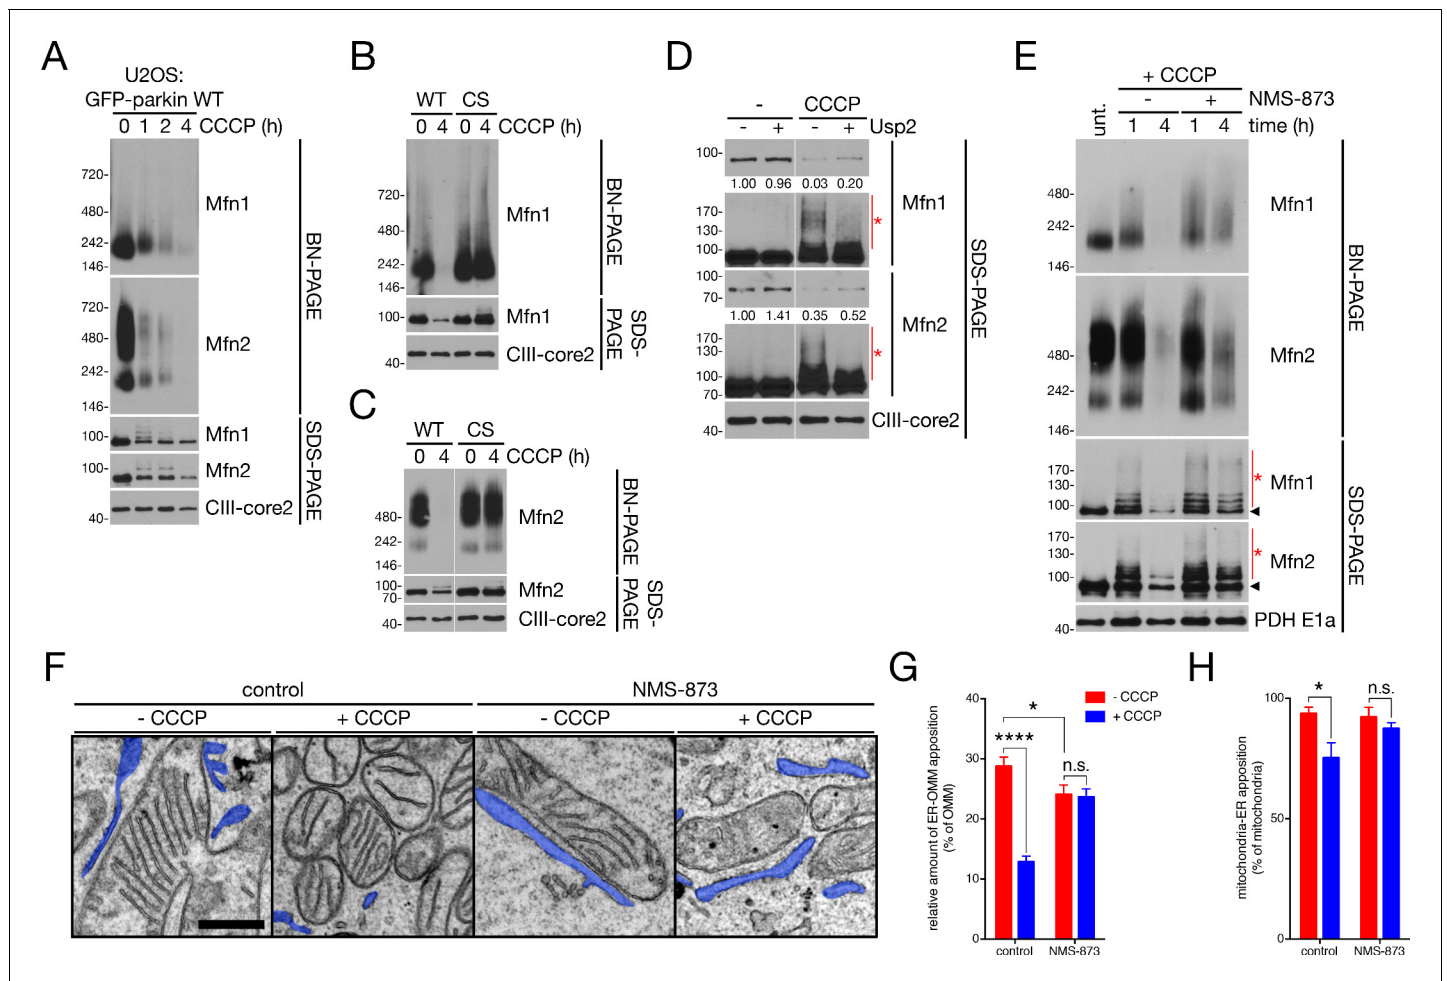 A
U2OS:
GFP-parkin WT
0 1 2 4 CCCP (h)
720-
480-
242-
146-
Mfn1
720-
480-
242-
146-
Mfn2
BN-PAGE
100-
Mfn1
100-
Mfn2
40-
CIII-core2
SDS-PAGE
B
WT CS
0 4 0 4 CCCP (h)
720-
480-
242-
146-
Mfn1
BN-PAGE
100-
Mfn1
40-
CIII-core2
SDS-
PAGE
C
WT CS
0 4 0 4 CCCP (h)
480-
242-
146-
Mfn2
BN-PAGE
100-
70-
Mfn2
40-
CIII-core2
SDS-
PAGE
D
- CCCP
- + - + Usp2
100-
1.00 0.96 0.03 0.20
170-
130-
100-
*
Mfn1
100-
70-
1.00 1.41 0.35 0.52
170-
130-
100-
70-
*
Mfn2
40-
CIII-core2
SDS-PAGE
E
+ CCCP
unt.
- + NMS-873
1 4 1 4 time (h)
480-
242-
146-
Mfn1
480-
242-
146-
Mfn2
BN-PAGE
170-
130-
100-
*
Mfn1
170-
130-
100-
*
Mfn2
40-
PDH E1a
SDS-PAGE
F
control NMS-873
- CCCP + CCCP - CCCP + CCCP
G
- CCCP
+ CCCP
relative amount of ER-OMM apposition
(% of OMM)
40
30
20
10
0
*
****
n.s.
control NMS-873
H
mitochondria-ER apposition
(% of mitochondria)
100
50
0
*
n.s.
control NMS-873